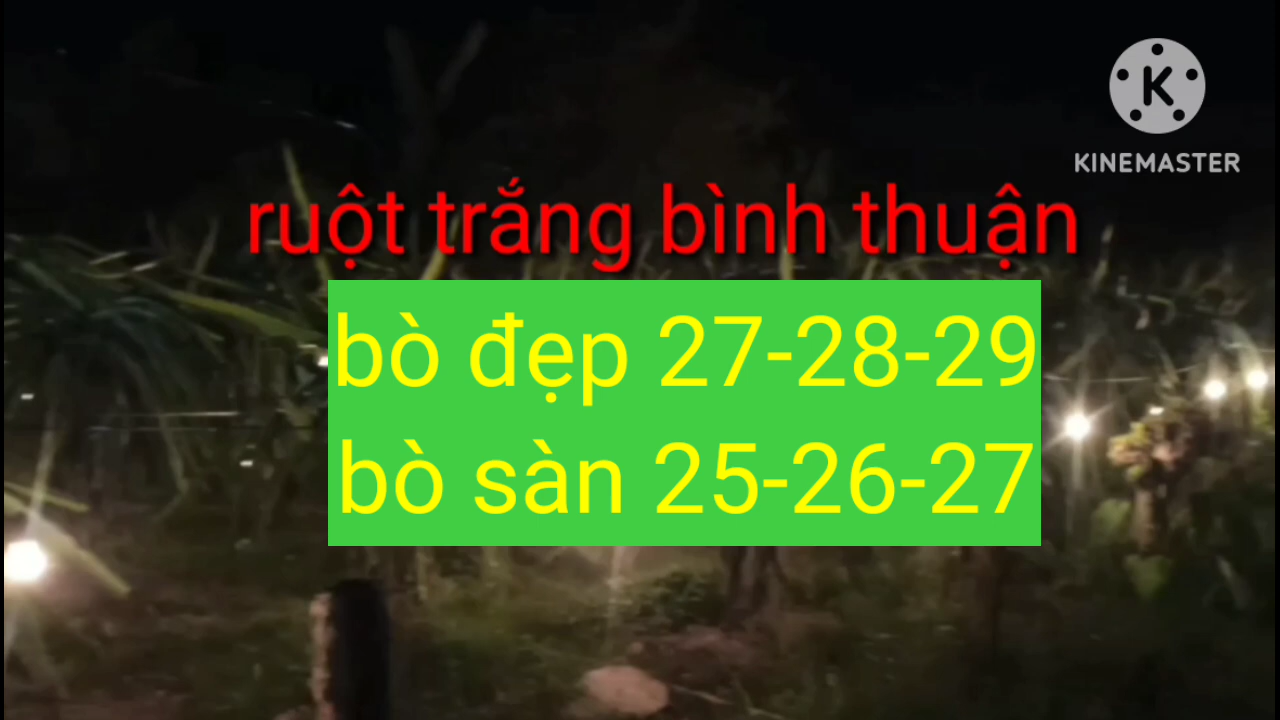 K
KINEMASTER
ruột trắng bình thuận
bò đẹp 27-28-29
bò sàn 25-26-27